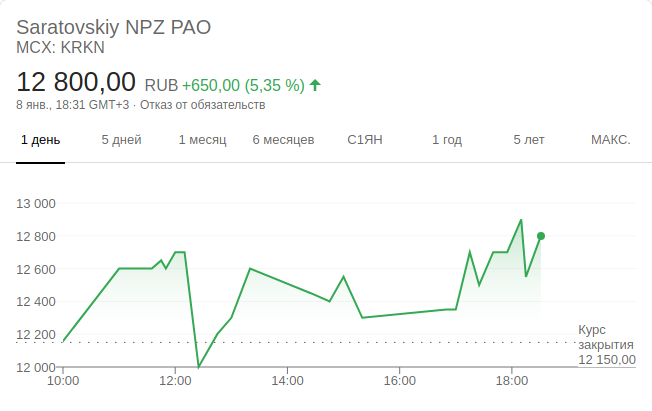 Saratovskiy NPZ PAO
MCX: KRKN
12 800,00 RUB +650,00 (5,35 %)
8 янв., 18:31 GMT+3 · Отказ от обязательств
1 день 5 дней 1 месяц 6 месяцев С1ЯН 1 год 5 лет МАКС.
13 000
12 800
12 600
12 400
12 200
12 000
Курс
закрытия
12 150,00
10:00 12:00 14:00 16:00 18:00